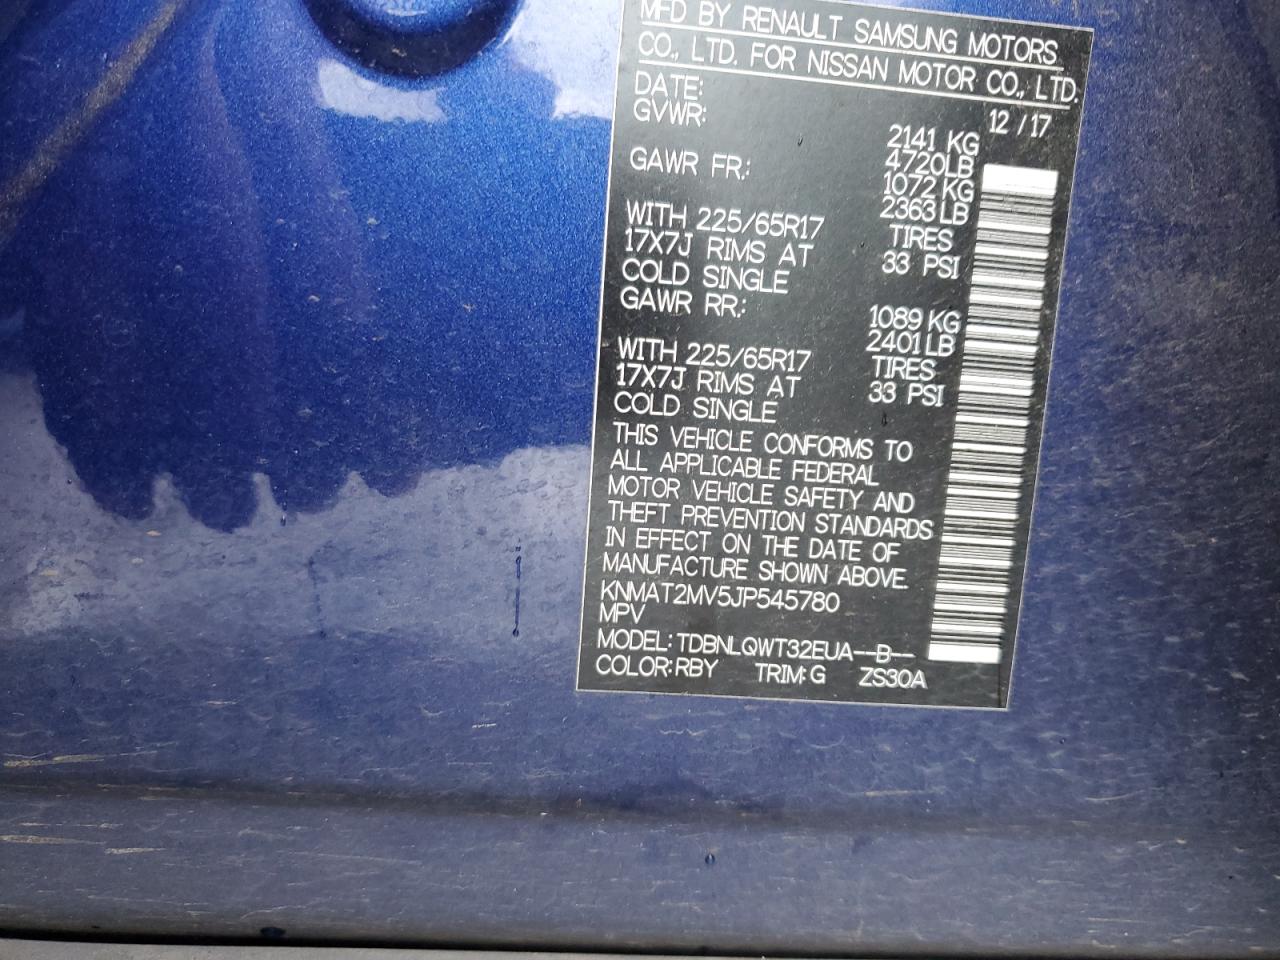 MFD BY RENAULT SAMSUNG MOTORS
CO., LTD. FOR NISSAN MOTOR CO., LTD.
DATE: 12 / 17
GVWR: 2141 KG
4720LB
GAWR FR.: 1072 KG
2363 LB
WITH 225/65R17 TIRES
17X7J RIMS AT 33 PSI
COLD SINGLE
GAWR RR.: 1089 KG
2401 LB
WITH 225/65R17 TIRES
17X7J RIMS AT 33 PSI
COLD SINGLE
THIS VEHICLE CONFORMS TO
ALL APPLICABLE FEDERAL
MOTOR VEHICLE SAFETY AND
THEFT PREVENTION STANDARDS
IN EFFECT ON THE DATE OF
MANUFACTURE SHOWN ABOVE.
KNMAT2MV5JP545780
MPV
MODEL: TDBNLQWT32EUA--B--
COLOR: RBY TRIM: G ZS30A